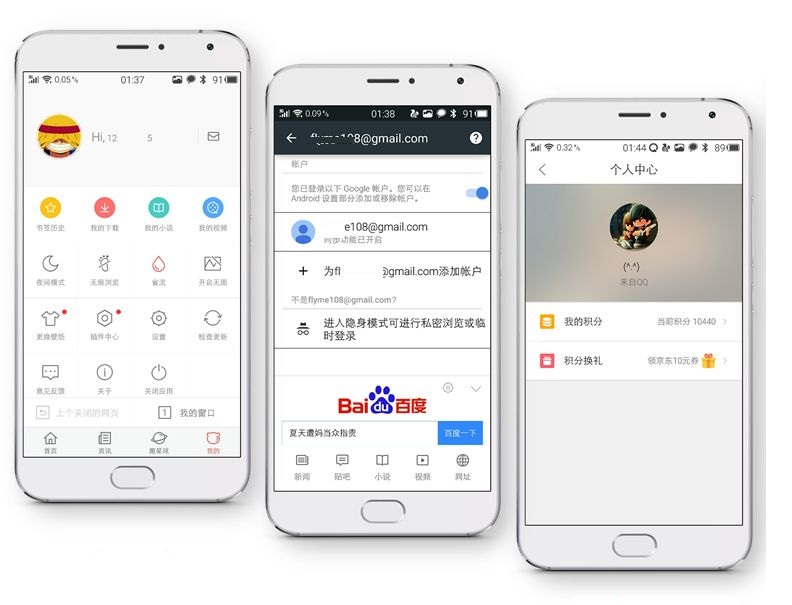 0.05%
01:37
91
Hi, 12 5
书签历史
我的下载
我的小说
我的视频
夜间模式
无痕浏览
省流
开启无图
更换壁纸
插件中心
设置
检查更新
意见反馈
关于
关闭应用
上个关闭的网页
1
我的窗口
首页
资讯
趣星球
我的
0.09%
01:38
91
flyme108@gmail.com
帐户
您已登录以下 Google 帐户。您可以在
Android 设置部分添加或移除帐户。
e108@gmail.com
同步功能已开启
为fl @gmail.com添加帐户
不是flyme108@gmail.com？
进入隐身模式可进行私密浏览或临
时登录
Bai du 百度
夏天遭妈当众指责
百度一下
新闻
贴吧
小说
视频
网址
0.32%
01:44
89
个人中心
(^.^)
来自QQ
我的积分
当前积分 10440
积分换礼
领京东10元券